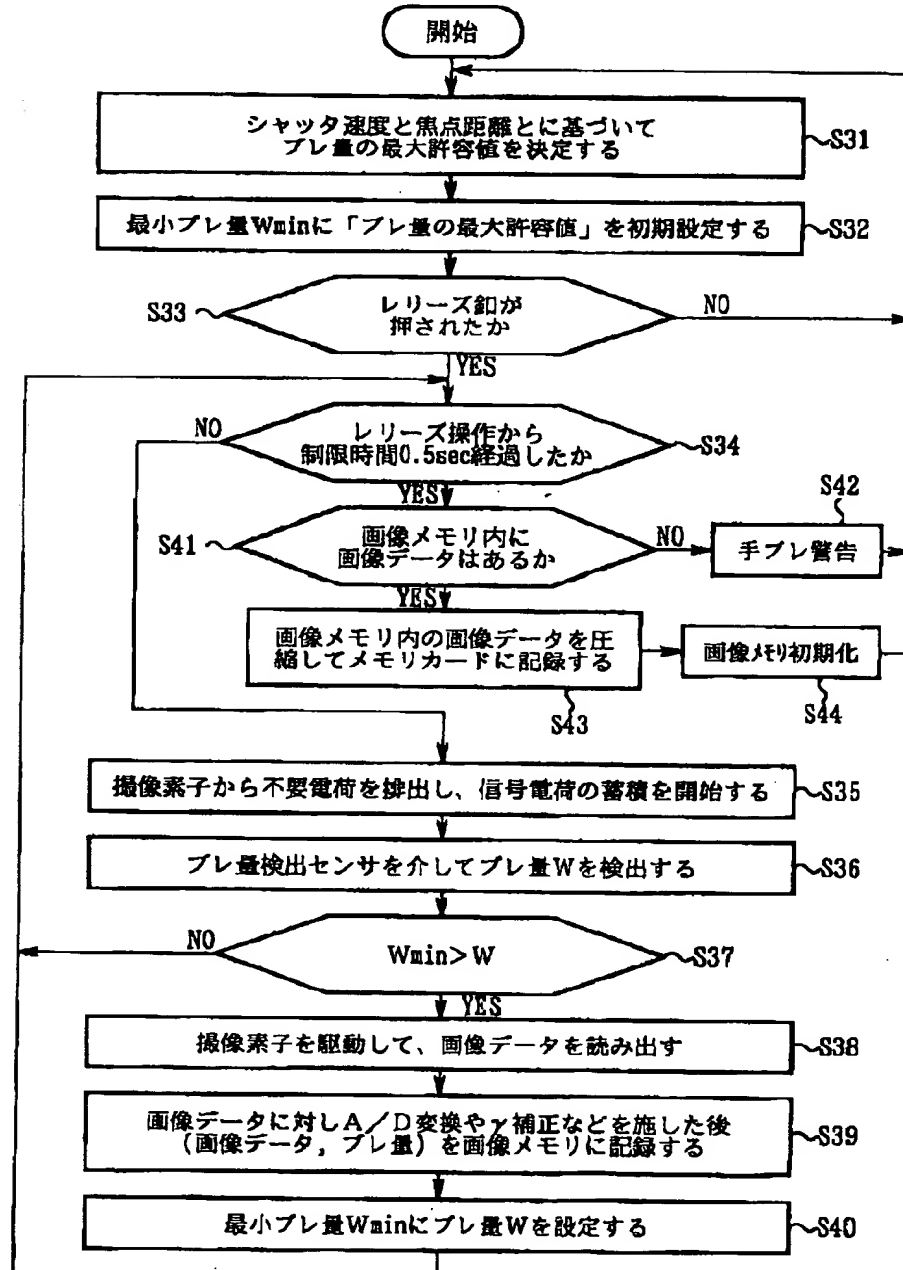 開始
シャッタ速度と焦点距離とに基づいて
ブレ量の最大許容値を決定する
S31
最小ブレ量Wminに「ブレ量の最大許容値」を初期設定する
S32
S33
レリーズ釦が
押されたか
NO
YES
NO
レリーズ操作から
制限時間0.5sec経過したか
S34
YES
S41
画像メモリ内に
画像データはあるか
NO
S42
手ブレ警告
YES
画像メモリ内の画像データを圧
縮してメモリカードに記録する
S43
画像メモリ初期化
S44
撮像素子から不要電荷を排出し、信号電荷の蓄積を開始する
S35
ブレ量検出センサを介してブレ量Wを検出する
S36
NO
Wmin>W
S37
YES
撮像素子を駆動して、画像データを読み出す
S38
画像データに対しA/D変換やγ補正などを施した後
(画像データ, ブレ量)を画像メモリに記録する
S39
最小ブレ量Wminにブレ量Wを設定する
S40